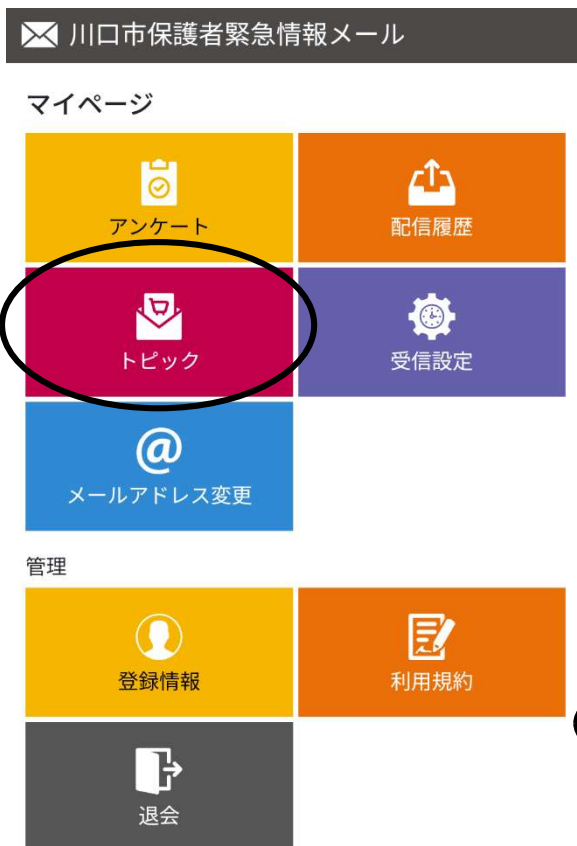 川口市保護者緊急情報メール
マイページ
アンケート
配信履歴
トピック
受信設定
@
メールアドレス変更
管理
登録情報
利用規約
退会